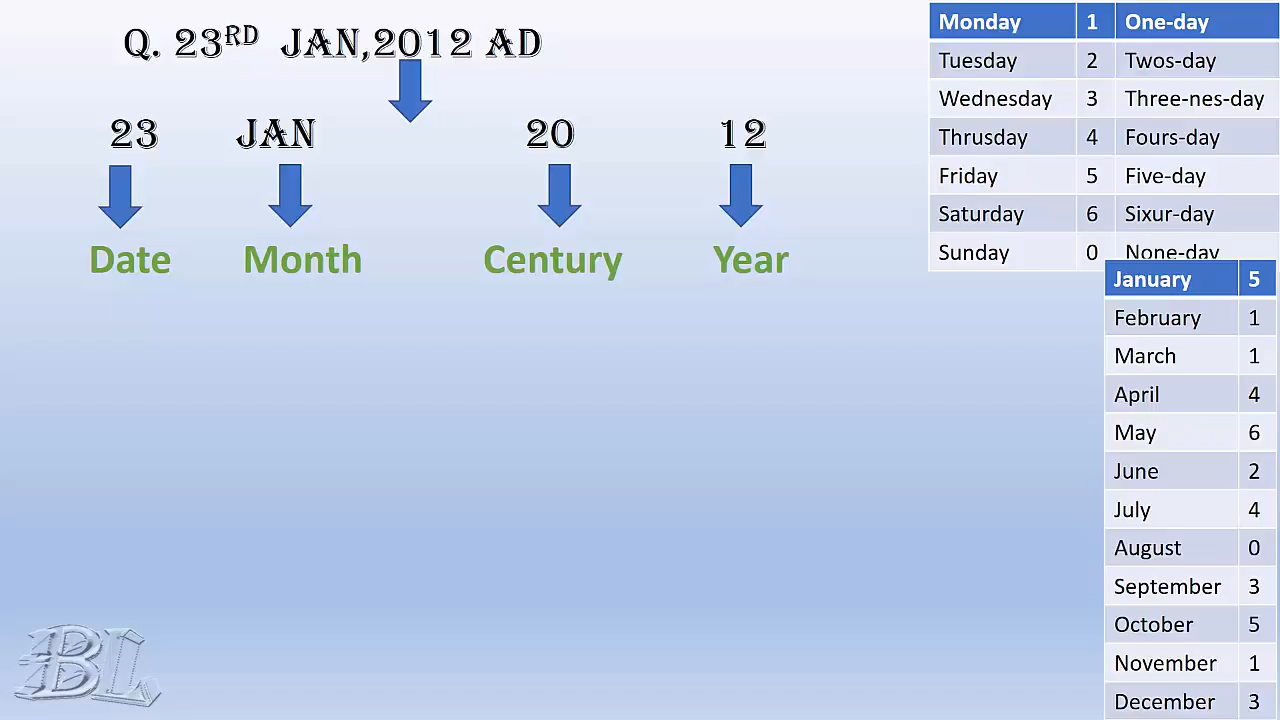 Q. 23RD JAN,2012 AD
23 JAN 20 12
Date Month Century Year
Monday 1 One-day
Tuesday 2 Twos-day
Wednesday 3 Three-nes-day
Thrusday 4 Fours-day
Friday 5 Five-day
Saturday 6 Sixur-day
Sunday 0 None-day
January 5
February 1
March 1
April 4
May 6
June 2
July 4
August 0
September 3
October 5
November 1
December 3
BL